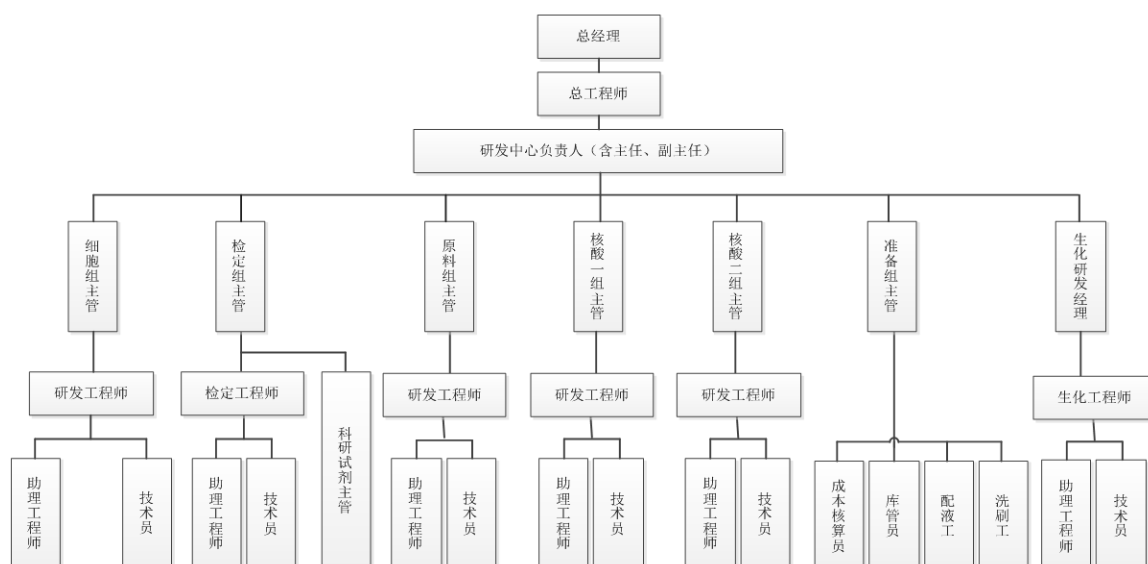 总经理
总工程师
研发中心负责人（含主任、副主任）
细胞组主管
检定组主管
原料组主管
核酸一组主管
核酸二组主管
准备组主管
生化研发经理
研发工程师
检定工程师
科研试剂主管
研发工程师
研发工程师
研发工程师
生化工程师
助理工程师
技术员
助理工程师
技术员
助理工程师
技术员
助理工程师
技术员
助理工程师
技术员
成本核算员
库管员
配液工
洗刷工
助理工程师
技术员